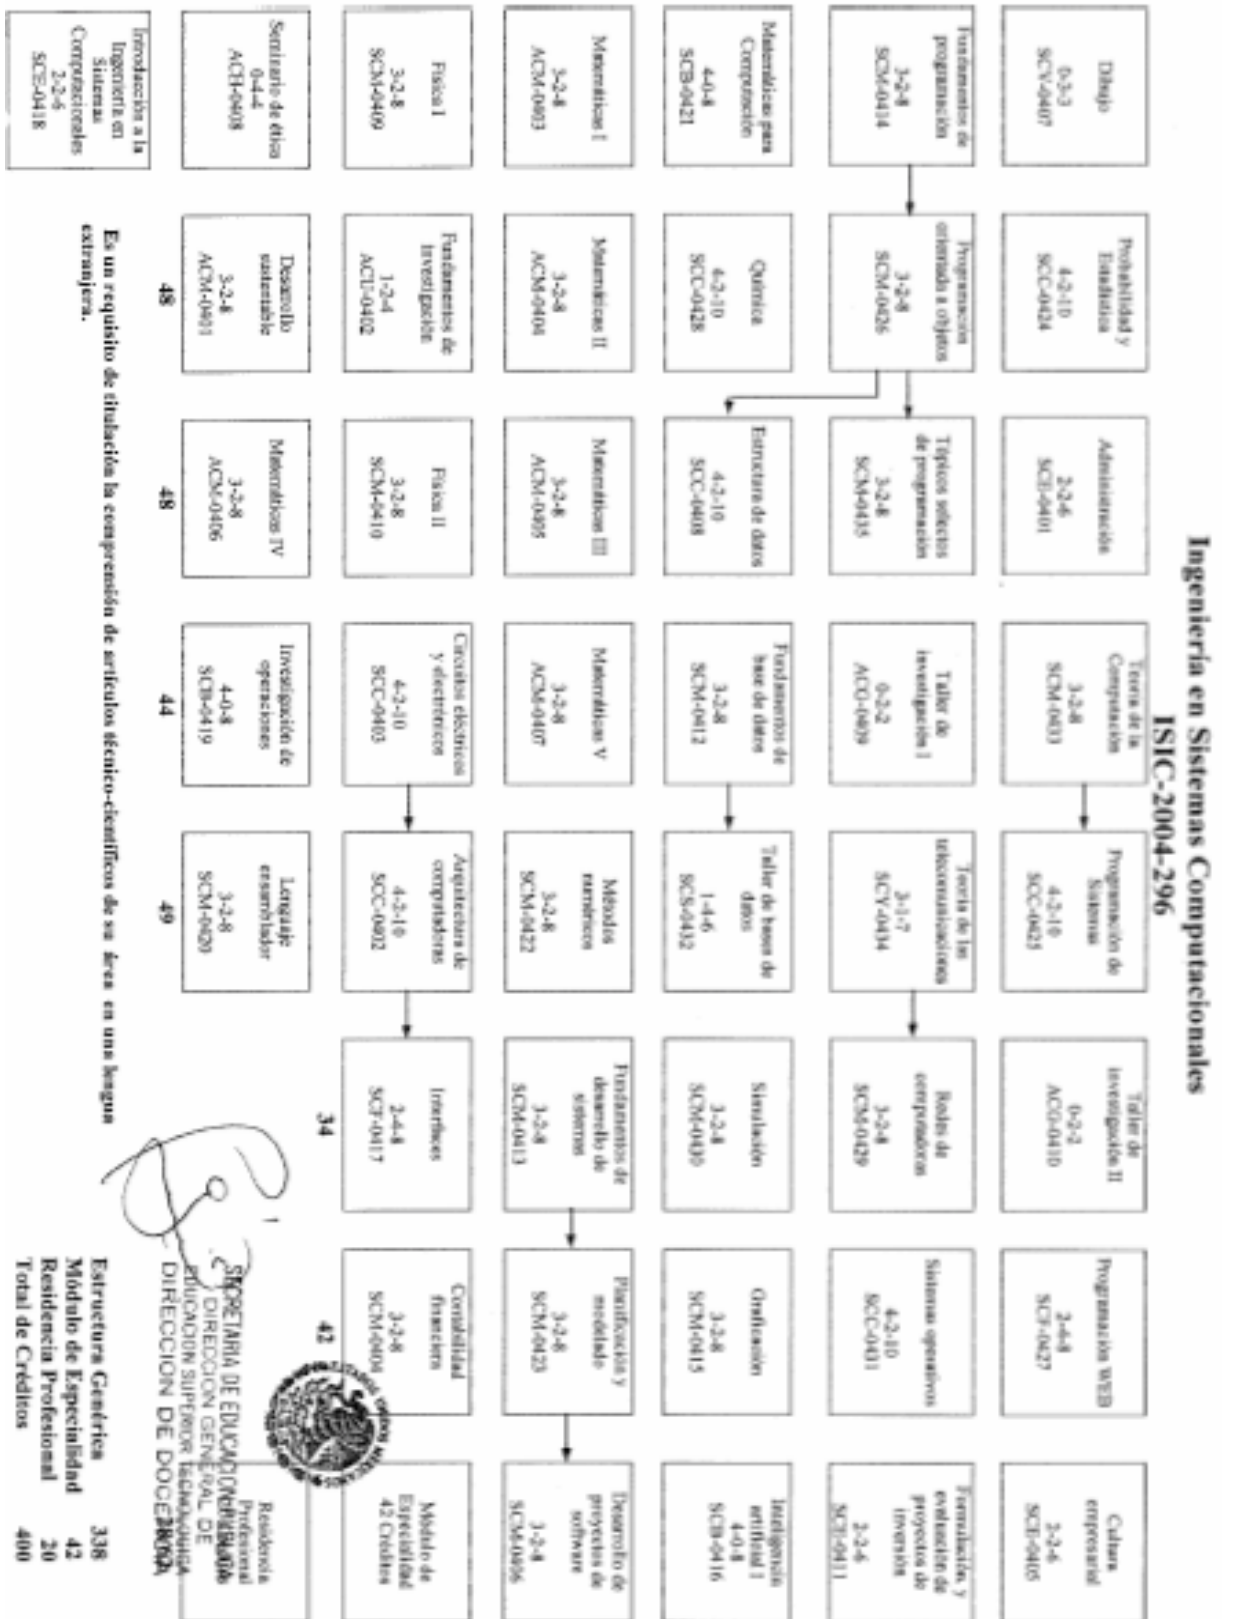 Ingeniería en Sistemas Computacionales
ISIC-2004-296
Dibujo
0-3-3
SCV-0407
Probabilidad y
Estadística
4-2-10
SCC-0424
Administración
2-2-6
SCE-0401
Teoría de la
Computación
3-2-8
SCM-0433
Programación de
Sistemas
4-2-10
SCC-0425
Taller de
investigación II
0-2-2
ACG-0410
Programación WEB
2-4-8
SCF-0427
Cultura
empresarial
2-2-6
SCE-0405
Fundamentos de
programación
3-2-8
SCM-0414
Programación
orientado a objetos
3-2-8
SCM-0426
Tópicos selectos
de programación
3-2-8
SCM-0435
Taller de
investigación I
0-2-2
ACG-0409
Teoría de las
telecomunicaciones
3-1-7
SCY-0434
Redes de
computadoras
3-2-8
SCM-0429
Sistemas operativos
4-2-10
SCC-0431
Formulación y
evaluación de
proyectos de
inversión
2-2-6
SCE-0411
Matemáticas para
Computación
4-0-8
SCB-0421
Química
4-2-10
SCC-0428
Estructura de datos
4-2-10
SCC-0408
Fundamentos de
base de datos
3-2-8
SCM-0412
Taller de bases de
datos
1-4-6
SCS-0432
Simulación
3-2-8
SCM-0430
Graficación
3-2-8
SCM-0415
Inteligencia
artificial I
4-0-8
SCB-0416
Matemáticas I
3-2-8
ACM-0403
Matemáticas II
3-2-8
ACM-0404
Matemáticas III
3-2-8
ACM-0405
Matemáticas V
3-2-8
ACM-0407
Métodos
numéricos
3-2-8
SCM-0422
Fundamentos de
desarrollo de
sistemas
3-2-8
SCM-0413
Planificación y
modelado
3-2-8
SCM-0423
Desarrollo de
proyectos de
software
3-2-8
SCM-0406
Física I
3-2-8
SCM-0409
Fundamentos de
investigación
1-2-4
ACU-0402
Física II
3-2-8
SCM-0410
Circuitos eléctricos
y electrónicos
4-2-10
SCC-0403
Arquitectura de
computadoras
4-2-10
SCC-0402
Interfaces
2-4-8
SCF-0417
Contabilidad
financiera
3-2-8
SCM-0404
Módulo de
Especialidad
42 Créditos
Seminario de ética
0-4-4
ACH-0408
Desarrollo
sustentable
3-2-8
ACM-0401
Matemáticas IV
3-2-8
ACM-0406
Investigación de
operaciones
4-0-8
SCB-0419
Lenguaje
ensamblador
3-2-8
SCM-0420
34
42
Residencia
Profesional
SECRETARIA DE EDUCACION PUBLICA
DIRECCION GENERAL DE
EDUCACION SUPERIOR TECNOLOGICA
DIRECCION DE DOCENCIA
Introducción a la
Ingeniería en
Sistemas
Computacionales
2-2-6
SCE-0418
48
48
44
49
Es un requisito de titulación la comprensión de artículos técnico-científicos de su área en una lengua
extranjera.
Estructura Genérica 338
Módulo de Especialidad 42
Residencia Profesional 20
Total de Créditos 400